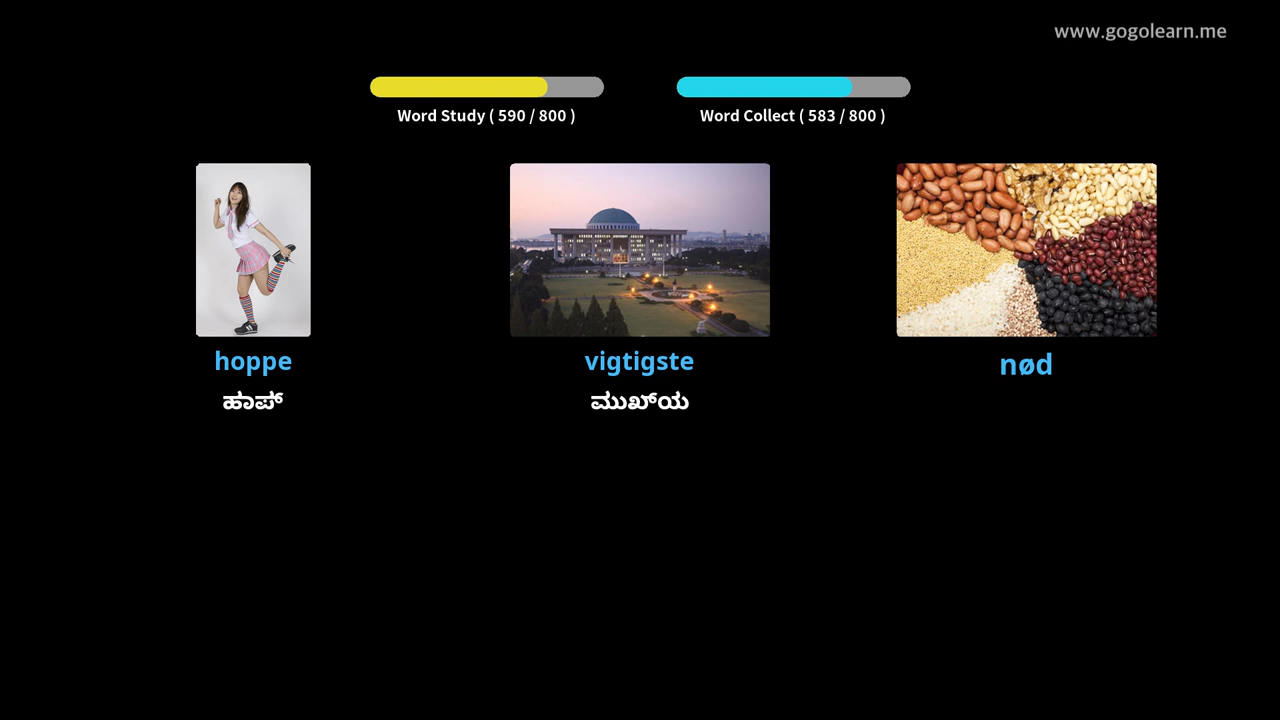 www.gogolearn.me
Word Study ( 590 / 800 )
Word Collect ( 583 / 800 )
hoppe
vigtigste
nød
ಹಾಪ್
ಮುಖ್ಯ